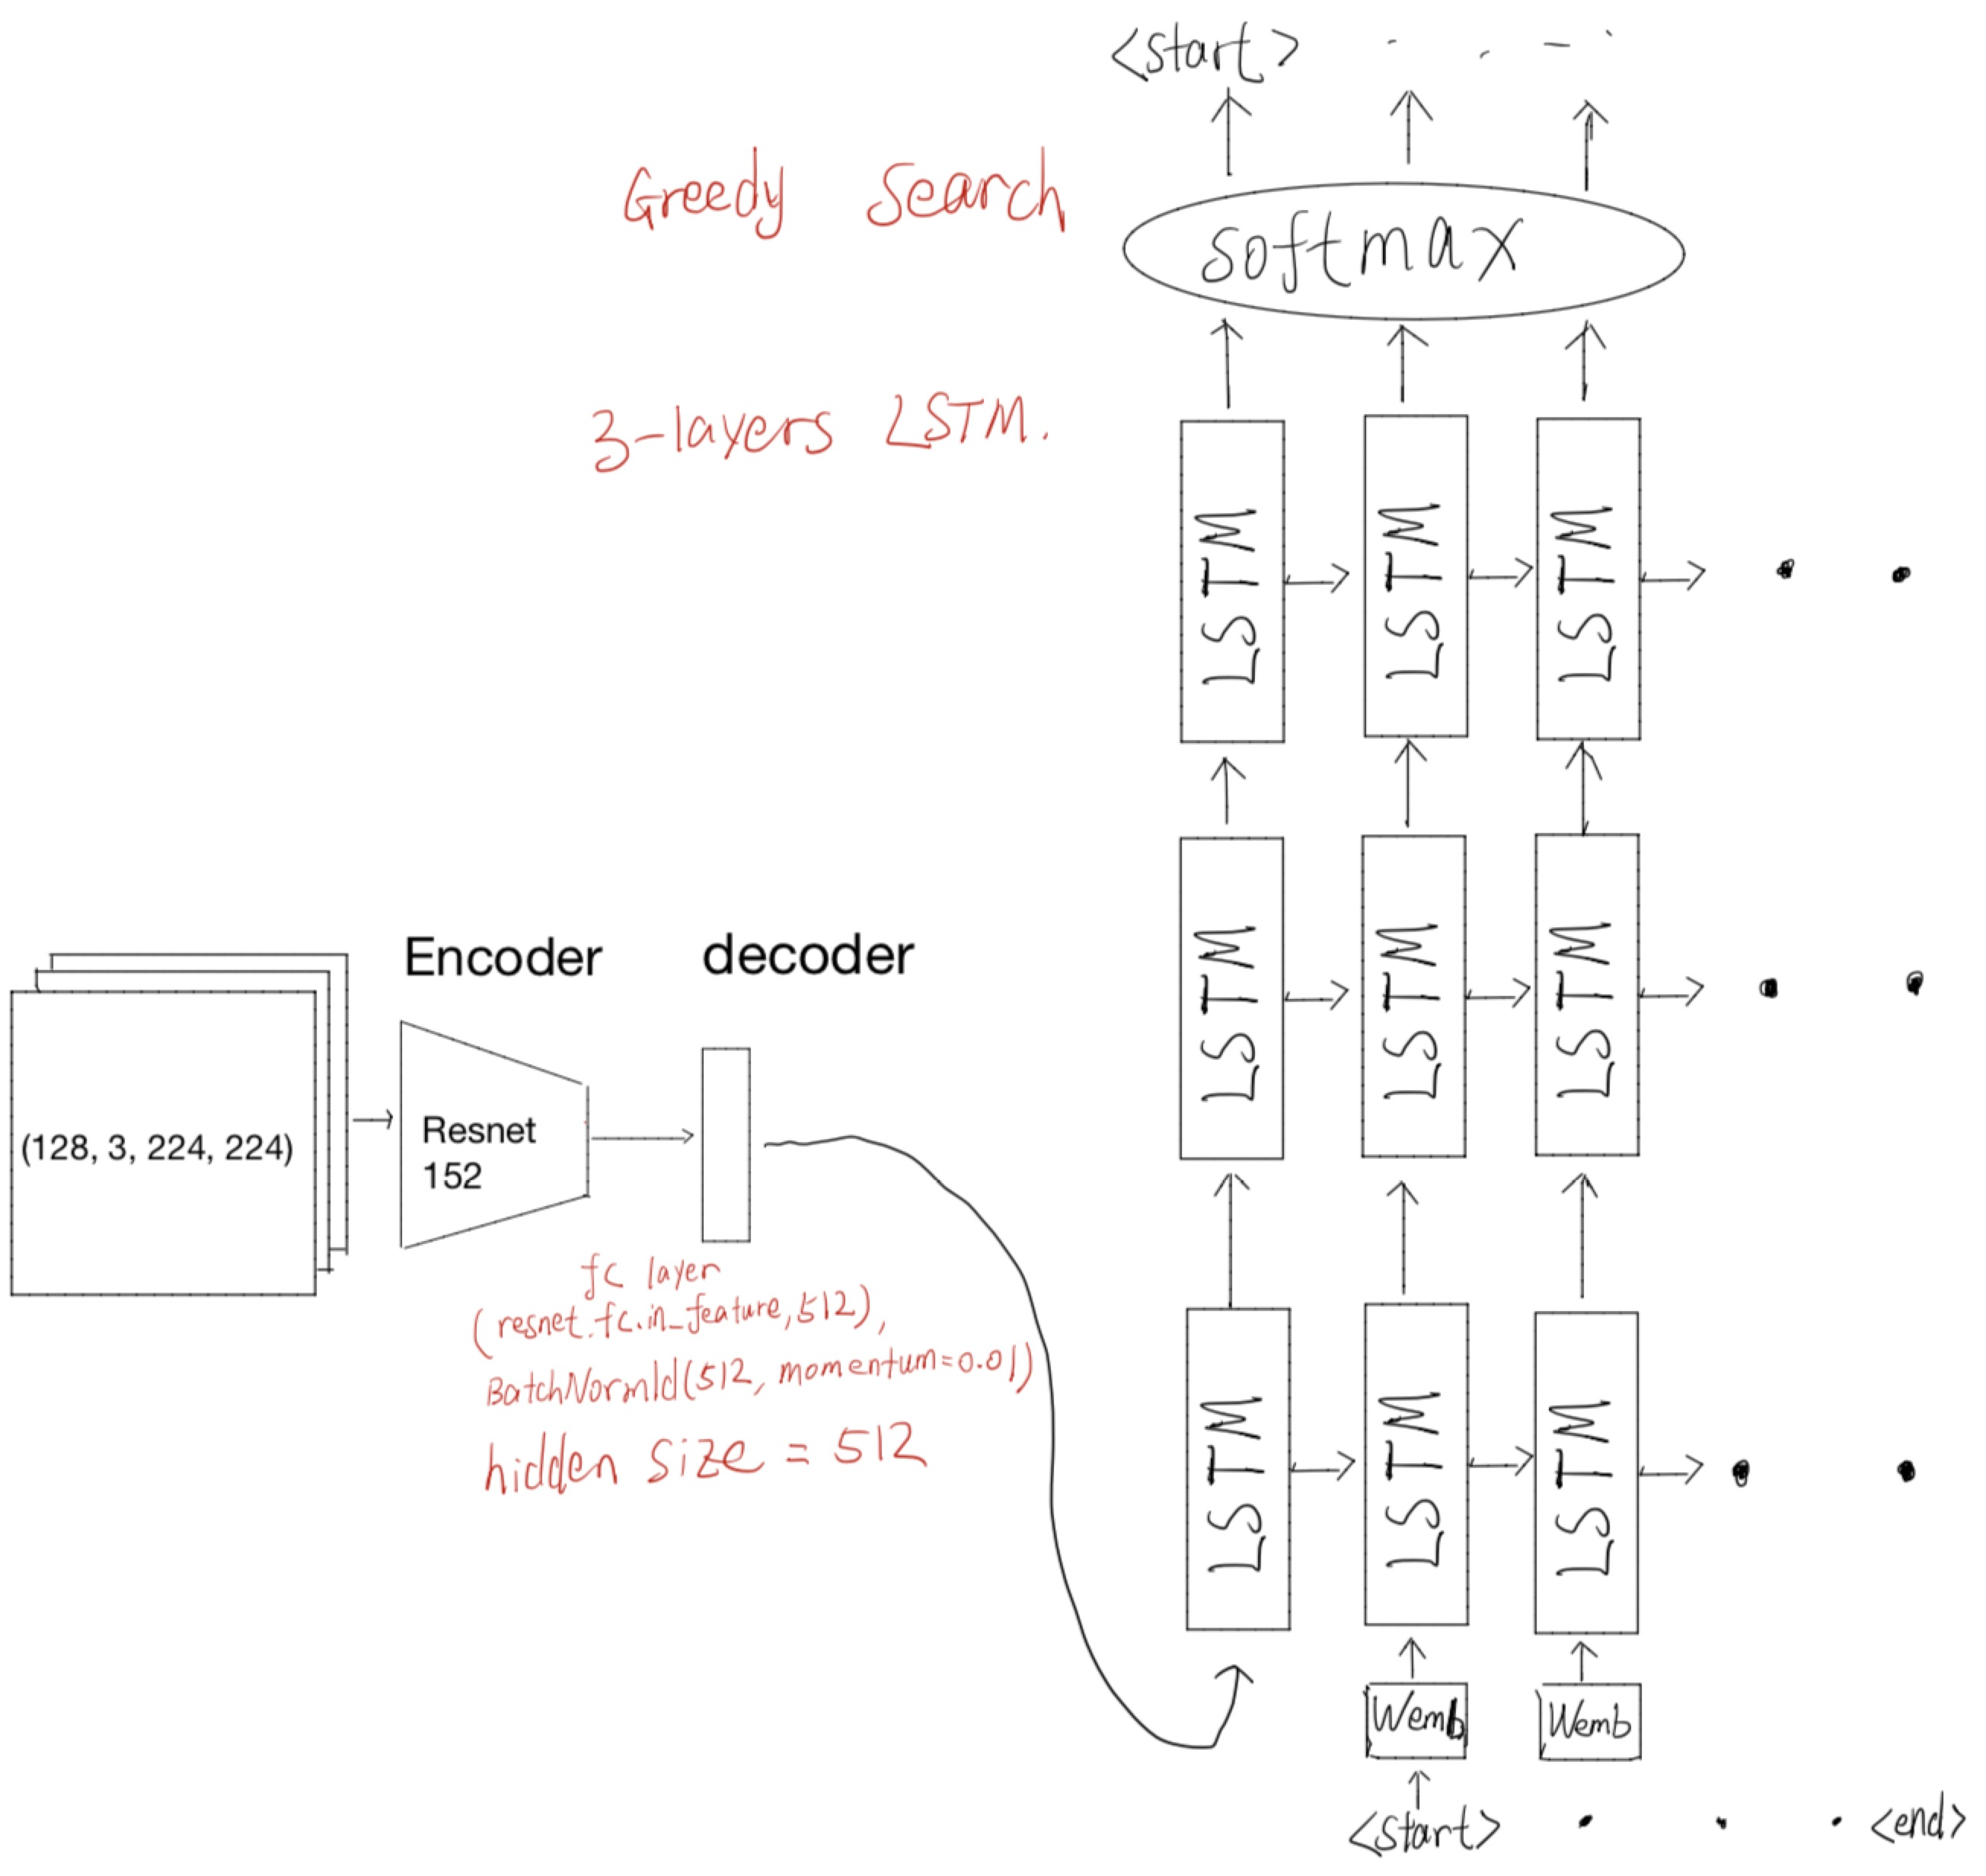 <start>
Greedy Search
softmax
3-layers LSTM.
LSTM LSTM LSTM
LSTM LSTM LSTM
Encoder decoder
(128, 3, 224, 224)
Resnet
152
fc layer
(resnet.fc.in_feature, 512),
BatchNorm1d(512, momentum=0.01)
hidden size = 512
LSTM LSTM LSTM
Wemb Wemb
<start> <end>